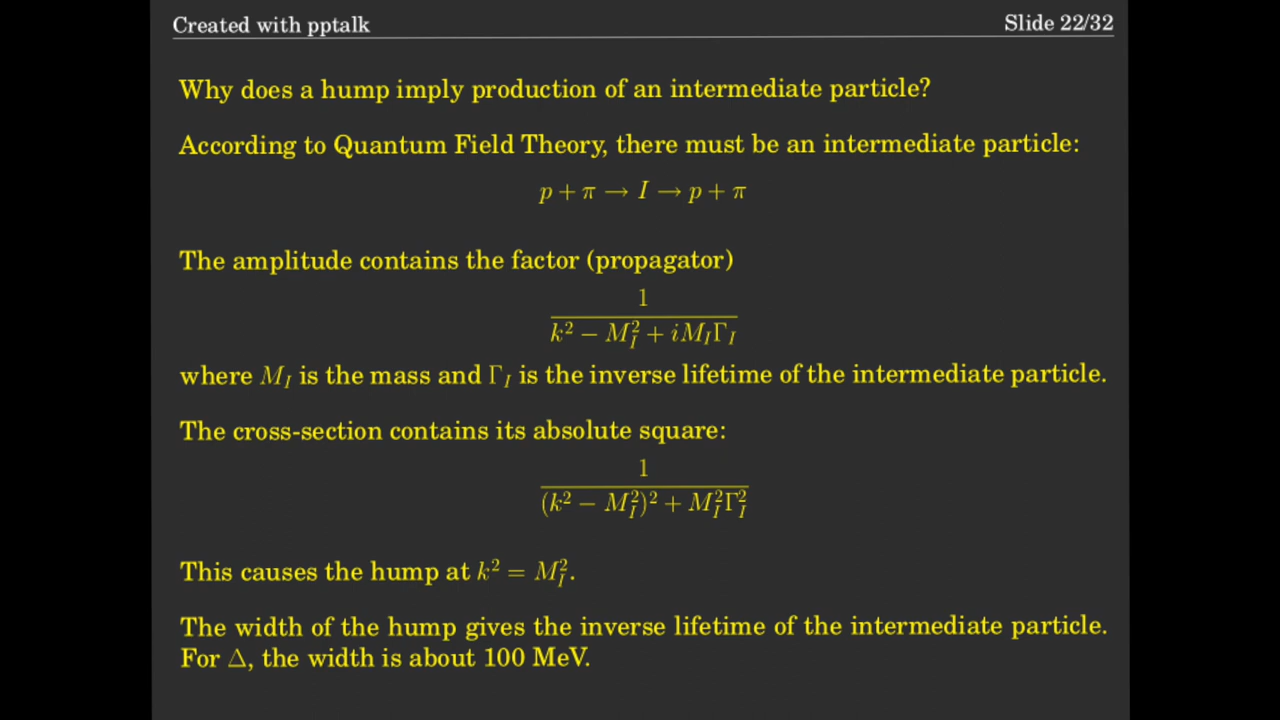 Created with pptalk
Slide 22/32
Why does a hump imply production of an intermediate particle?
According to Quantum Field Theory, there must be an intermediate particle:
p + π → I → p + π
The amplitude contains the factor (propagator)
1
k² − M_I² + iM_IΓ_I
where M_I is the mass and Γ_I is the inverse lifetime of the intermediate particle.
The cross-section contains its absolute square:
1
(k² − M_I²)² + M_I²Γ_I²
This causes the hump at k² = M_I².
The width of the hump gives the inverse lifetime of the intermediate particle.
For Δ, the width is about 100 MeV.